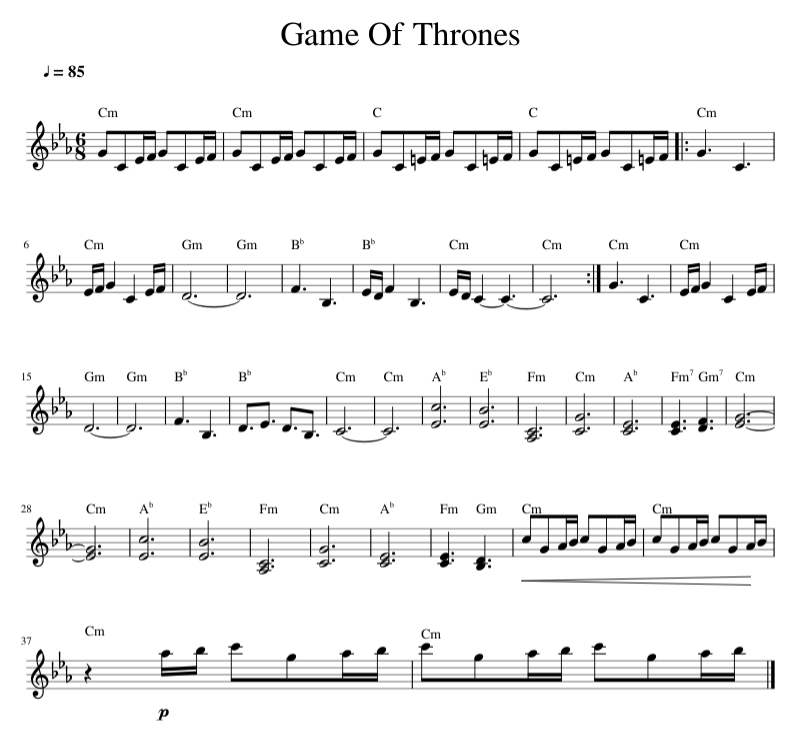 Game Of Thrones
♩ = 85
Cm Cm C C Cm
6 8
6
Cm Gm Gm B♭ B♭ Cm Cm Cm Cm
15
Gm Gm B♭ B♭ Cm Cm A♭ E♭ Fm Cm A♭ Fm7 Gm7 Cm
28
Cm A♭ E♭ Fm Cm A♭ Fm Gm Cm Cm
37
Cm Cm
p